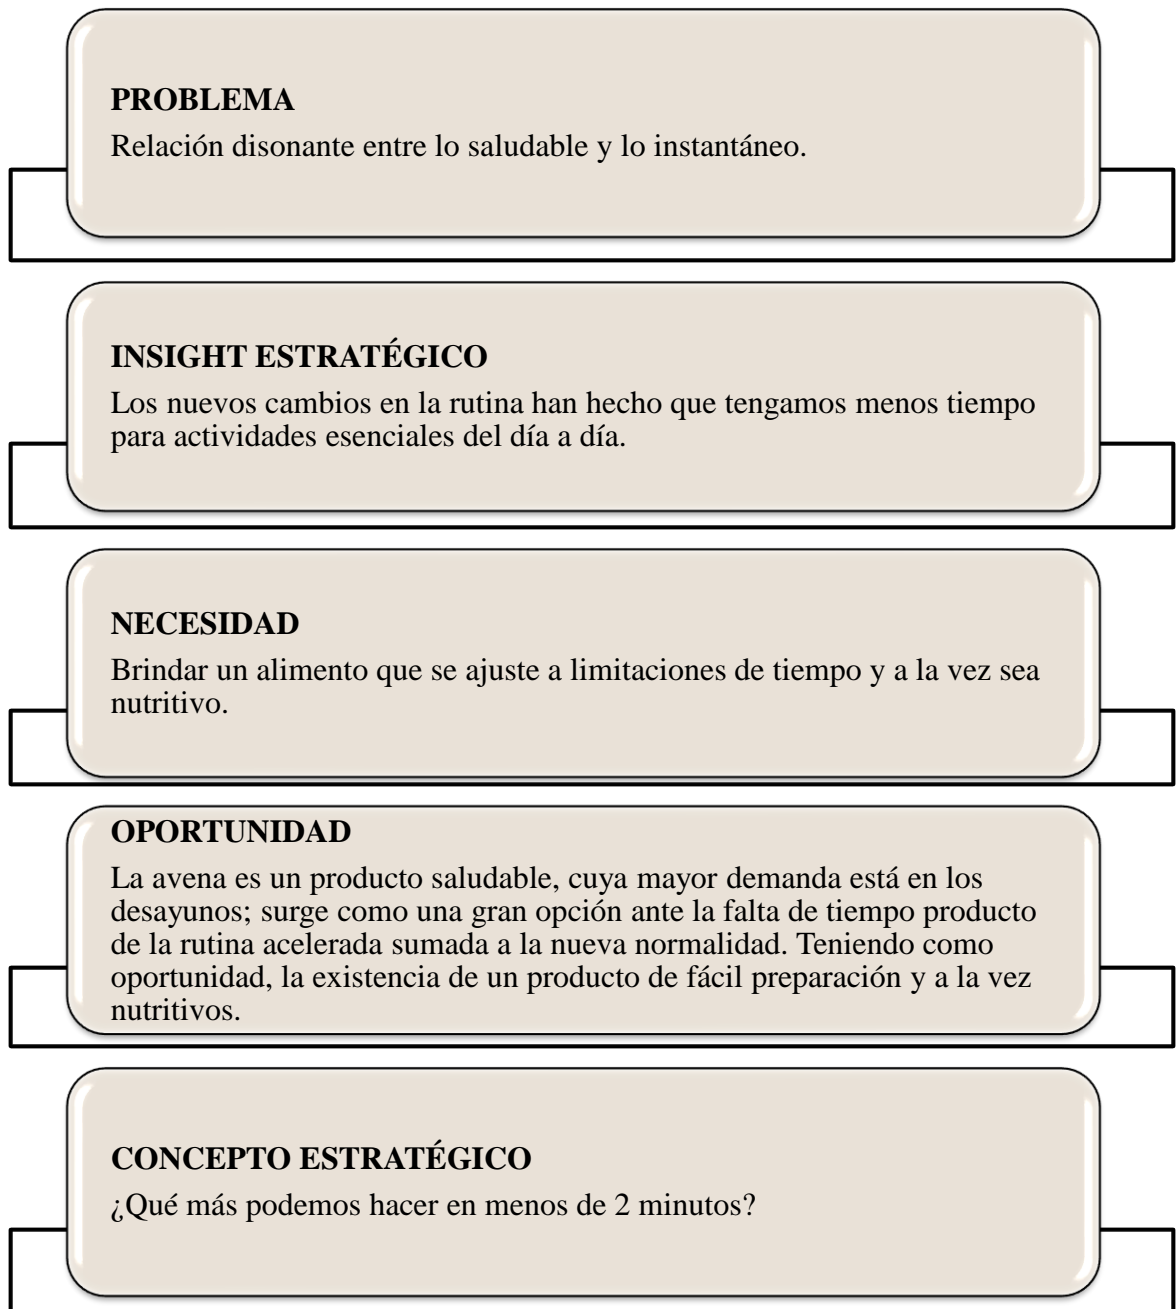 PROBLEMA
Relación disonante entre lo saludable y lo instantáneo.
INSIGHT ESTRATÉGICO
Los nuevos cambios en la rutina han hecho que tengamos menos tiempo
para actividades esenciales del día a día.
NECESIDAD
Brindar un alimento que se ajuste a limitaciones de tiempo y a la vez sea
nutritivo.
OPORTUNIDAD
La avena es un producto saludable, cuya mayor demanda está en los
desayunos; surge como una gran opción ante la falta de tiempo producto
de la rutina acelerada sumada a la nueva normalidad. Teniendo como
oportunidad, la existencia de un producto de fácil preparación y a la vez
nutritivos.
CONCEPTO ESTRATÉGICO
¿Qué más podemos hacer en menos de 2 minutos?